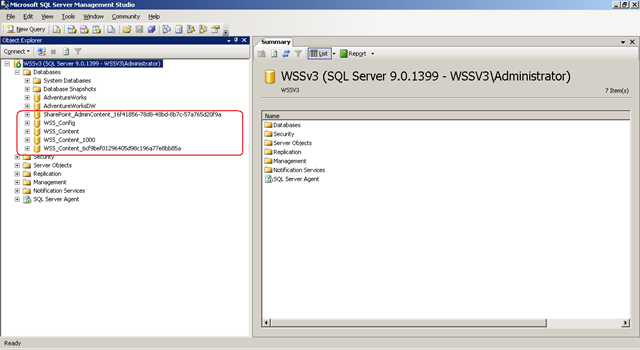 Microsoft SQL Server Management Studio
File Edit View Tools Window Community Help
New Query
Object Explorer
Connect
WSSv3 (SQL Server 9.0.1399 - WSSV3\Administrator)
Databases
System Databases
Database Snapshots
AdventureWorks
AdventureWorksDW
SharePoint_AdminContent_16f41856-78d8-48bd-8b7c-57a765d20f9a
WSS_Config
WSS_Content
WSS_Content_1000
WSS_Content_6cf9bef01296405d98c196a77e8bb85a
Security
Server Objects
Replication
Management
Notification Services
SQL Server Agent
Summary
List Report
WSSv3 (SQL Server 9.0.1399 - WSSV3\Administrator)
WSSV3
7 Item(s)
Name
Databases
Security
Server Objects
Replication
Management
Notification Services
SQL Server Agent
Ready